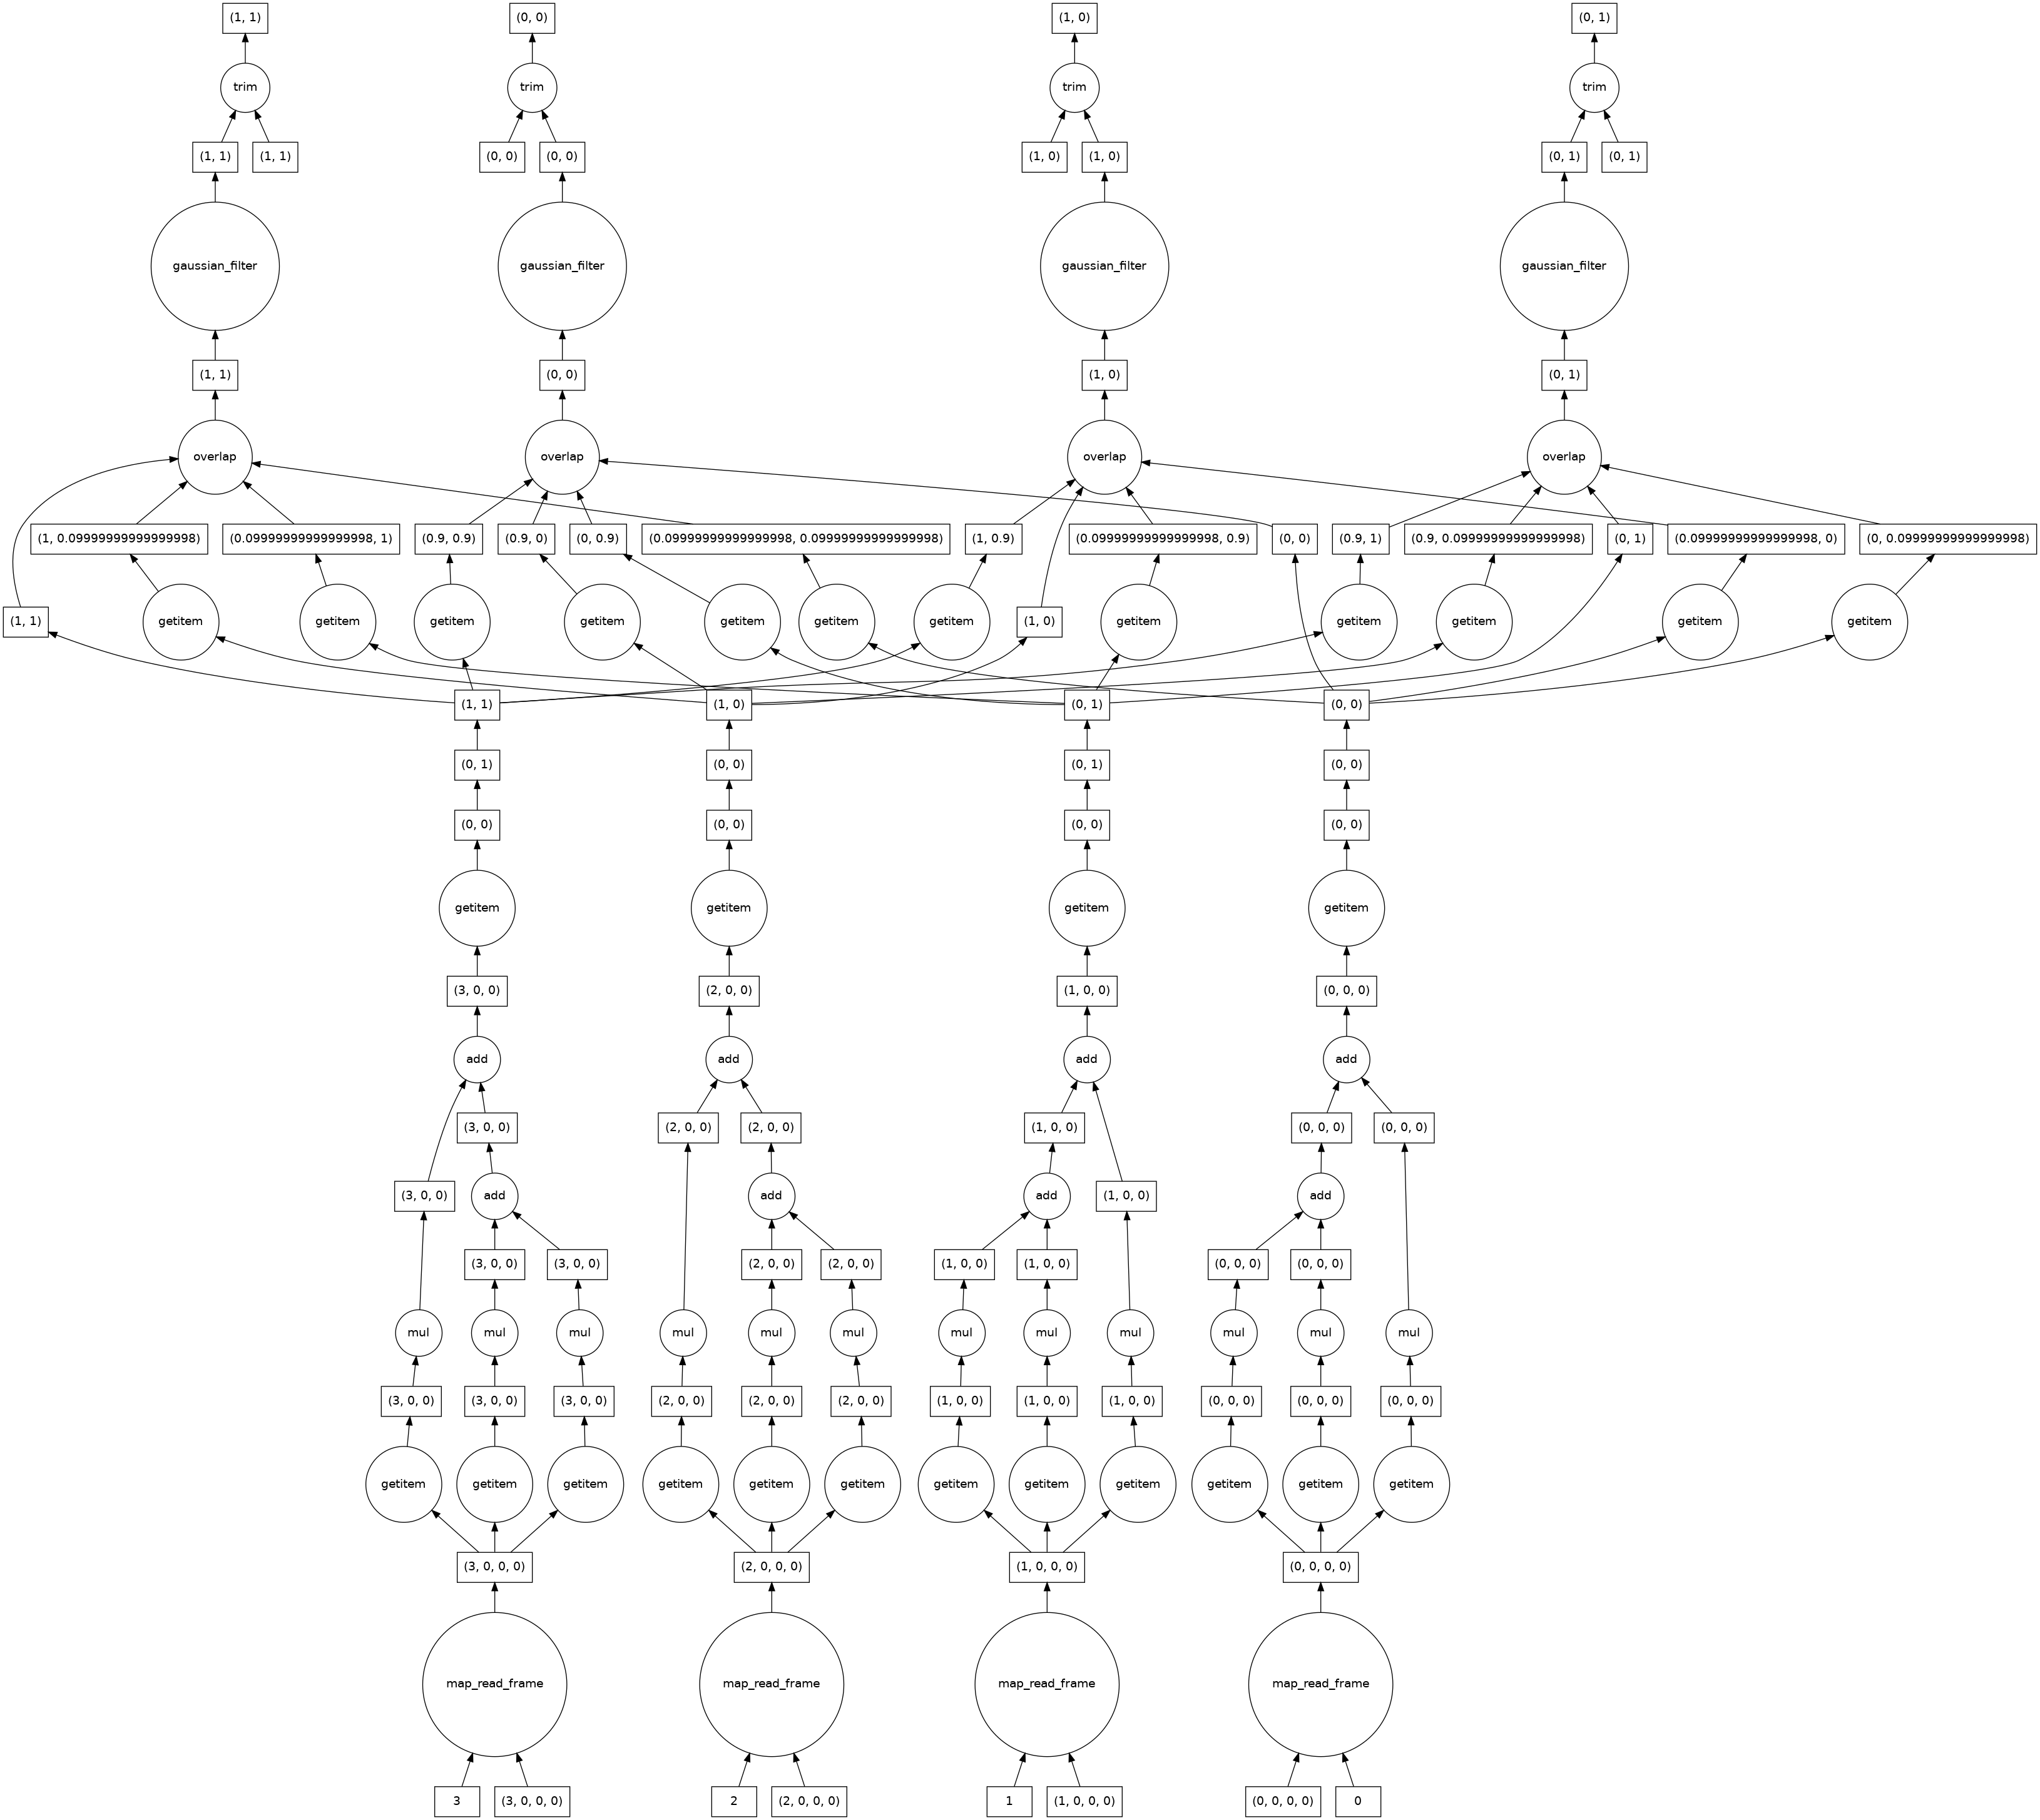 (1, 1) (0, 0) (1, 0) (0, 1)
trim trim trim trim
(1, 1) (1, 1) (0, 0) (0, 0) (1, 0) (1, 0) (0, 1) (0, 1)
gaussian_filter gaussian_filter gaussian_filter gaussian_filter
(1, 1) (0, 0) (1, 0) (0, 1)
overlap overlap overlap overlap
(1, 0.09999999999999998) (0.09999999999999998, 1) (0.9, 0.9) (0.9, 0) (0, 0.9) (0.09999999999999998, 0.09999999999999998) (1, 0.9) (0.09999999999999998, 0.9) (0, 0) (0.9, 1) (0.9, 0.09999999999999998) (0, 1) (0.09999999999999998, 0) (0, 0.09999999999999998)
(1, 1) getitem getitem getitem getitem getitem getitem getitem (1, 0) getitem getitem getitem getitem getitem
(1, 1) (1, 0) (0, 1) (0, 0)
(0, 1) (0, 0) (0, 1) (0, 0)
(0, 0) (0, 0) (0, 0) (0, 0)
getitem getitem getitem getitem
(3, 0, 0) (2, 0, 0) (1, 0, 0) (0, 0, 0)
add add add add
(3, 0, 0) (2, 0, 0) (2, 0, 0) (1, 0, 0) (0, 0, 0) (0, 0, 0)
(3, 0, 0) add add add (1, 0, 0) add
(3, 0, 0) (3, 0, 0) (2, 0, 0) (2, 0, 0) (1, 0, 0) (1, 0, 0) (0, 0, 0) (0, 0, 0)
mul mul mul mul mul mul mul mul mul mul mul mul
(3, 0, 0) (3, 0, 0) (3, 0, 0) (2, 0, 0) (2, 0, 0) (2, 0, 0) (1, 0, 0) (1, 0, 0) (1, 0, 0) (0, 0, 0) (0, 0, 0) (0, 0, 0)
getitem getitem getitem getitem getitem getitem getitem getitem getitem getitem getitem getitem
(3, 0, 0, 0) (2, 0, 0, 0) (1, 0, 0, 0) (0, 0, 0, 0)
map_read_frame map_read_frame map_read_frame map_read_frame
3 (3, 0, 0, 0) 2 (2, 0, 0, 0) 1 (1, 0, 0, 0) (0, 0, 0, 0) 0